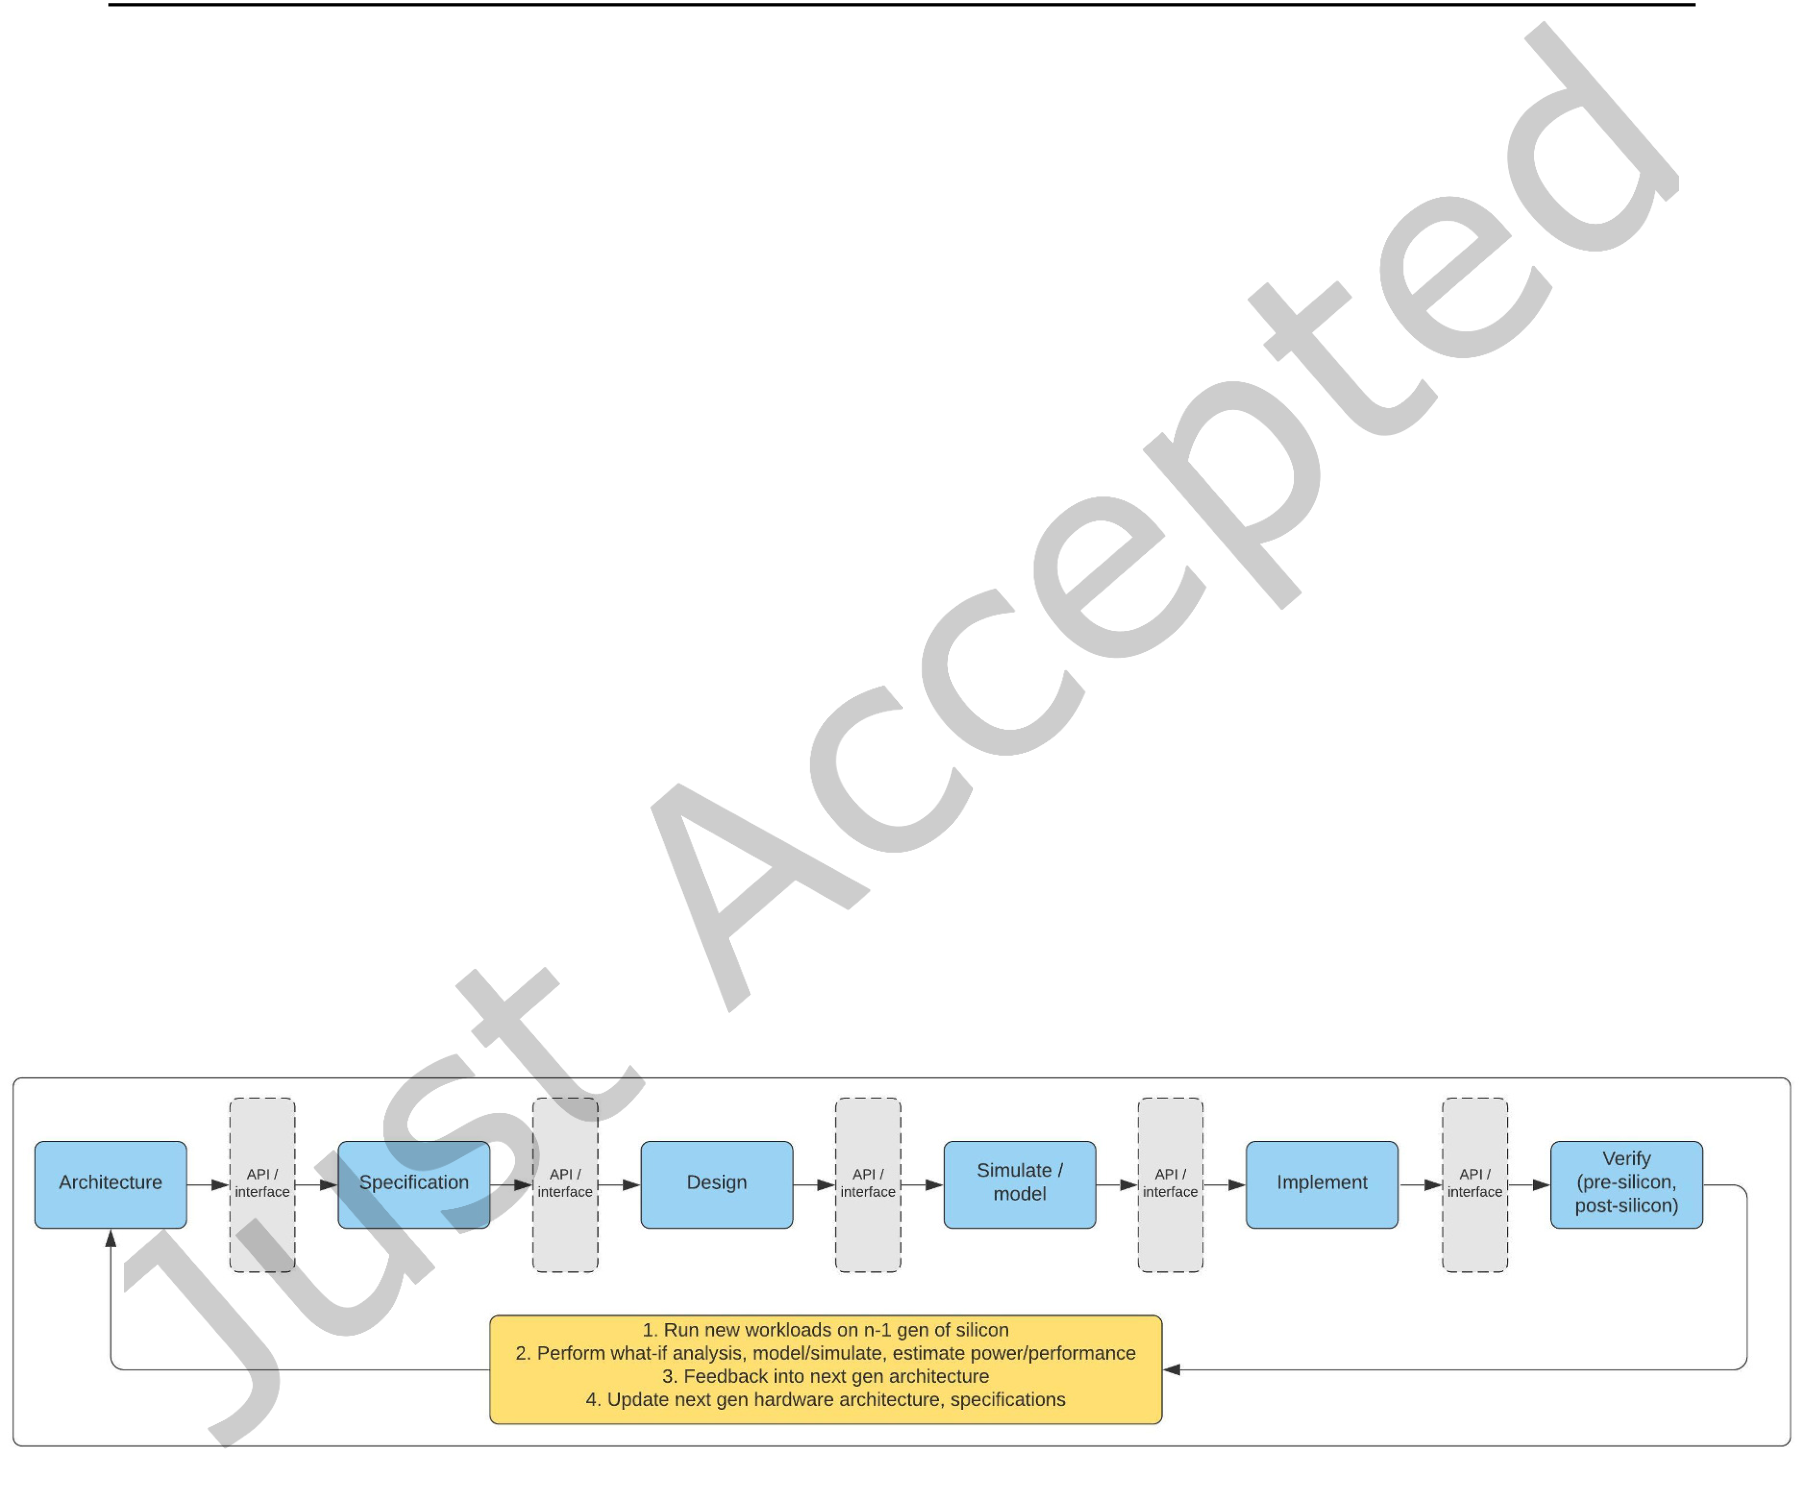 Just Accepted
Architecture
API /
interface
Specification
API /
interface
Design
API /
interface
Simulate /
model
API /
interface
Implement
API /
interface
Verify
(pre-silicon,
post-silicon)
1. Run new workloads on n-1 gen of silicon
2. Perform what-if analysis, model/simulate, estimate power/performance
3. Feedback into next gen architecture
4. Update next gen hardware architecture, specifications